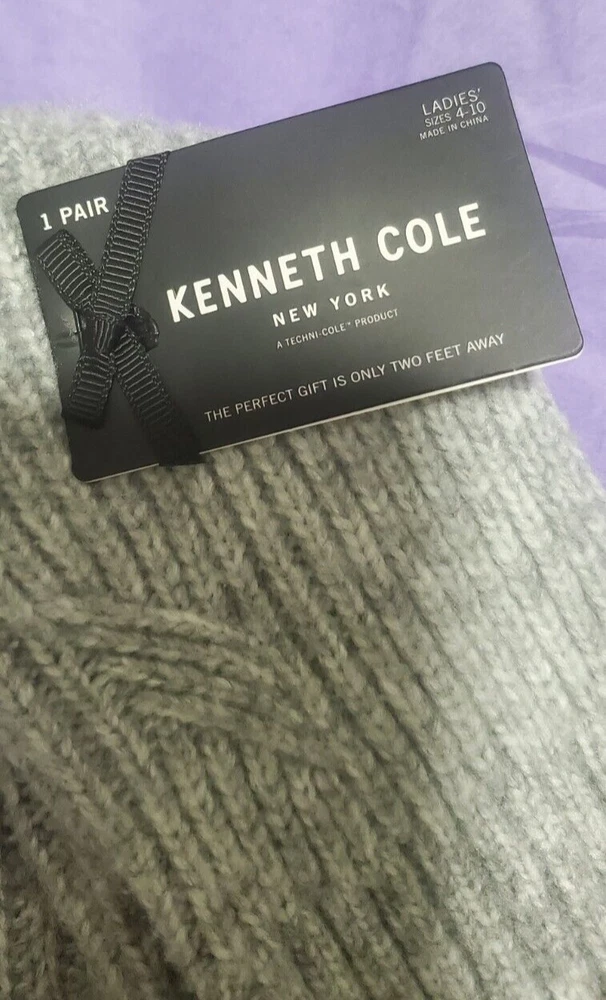 LADIES'
SIZES 4-10
MADE IN CHINA
1 PAIR
KENNETH COLE
NEW YORK
A TECHNI-COLE™ PRODUCT
THE PERFECT GIFT IS ONLY TWO FEET AWAY